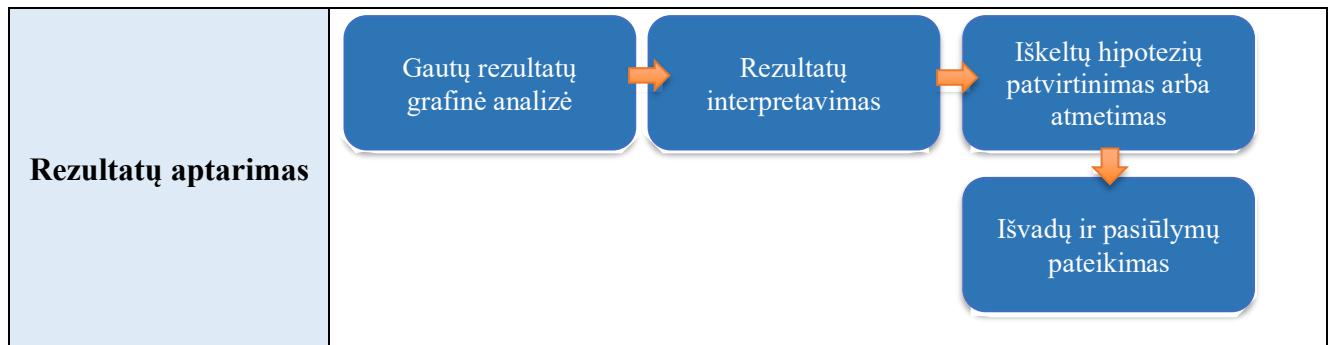 Rezultatų aptarimas
Gautų rezultatų
grafinė analizė
Rezultatų
interpretavimas
Iškeltų hipotezių
patvirtinimas arba
atmetimas
Išvadų ir pasiūlymų
pateikimas